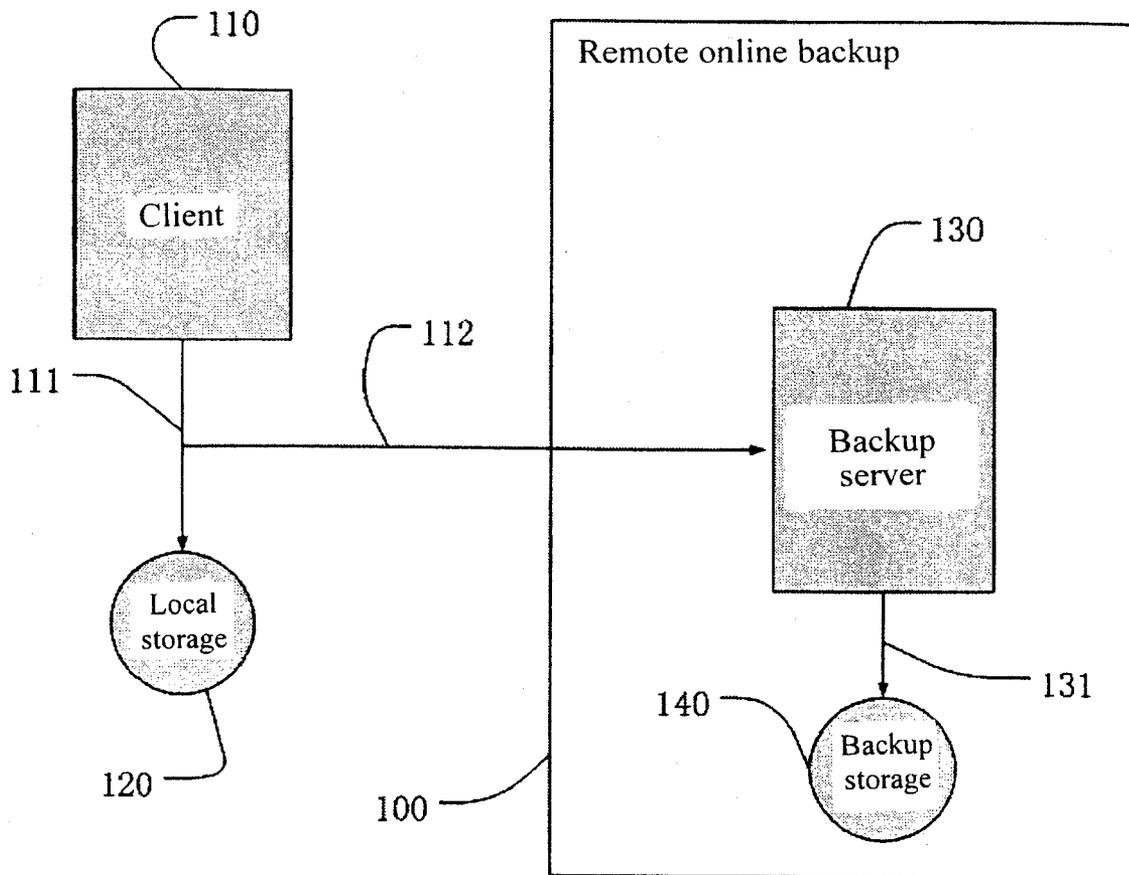 110
Remote online backup
Client
130
112
111
Backup
server
Local
storage
131
140
Backup
storage
120
100